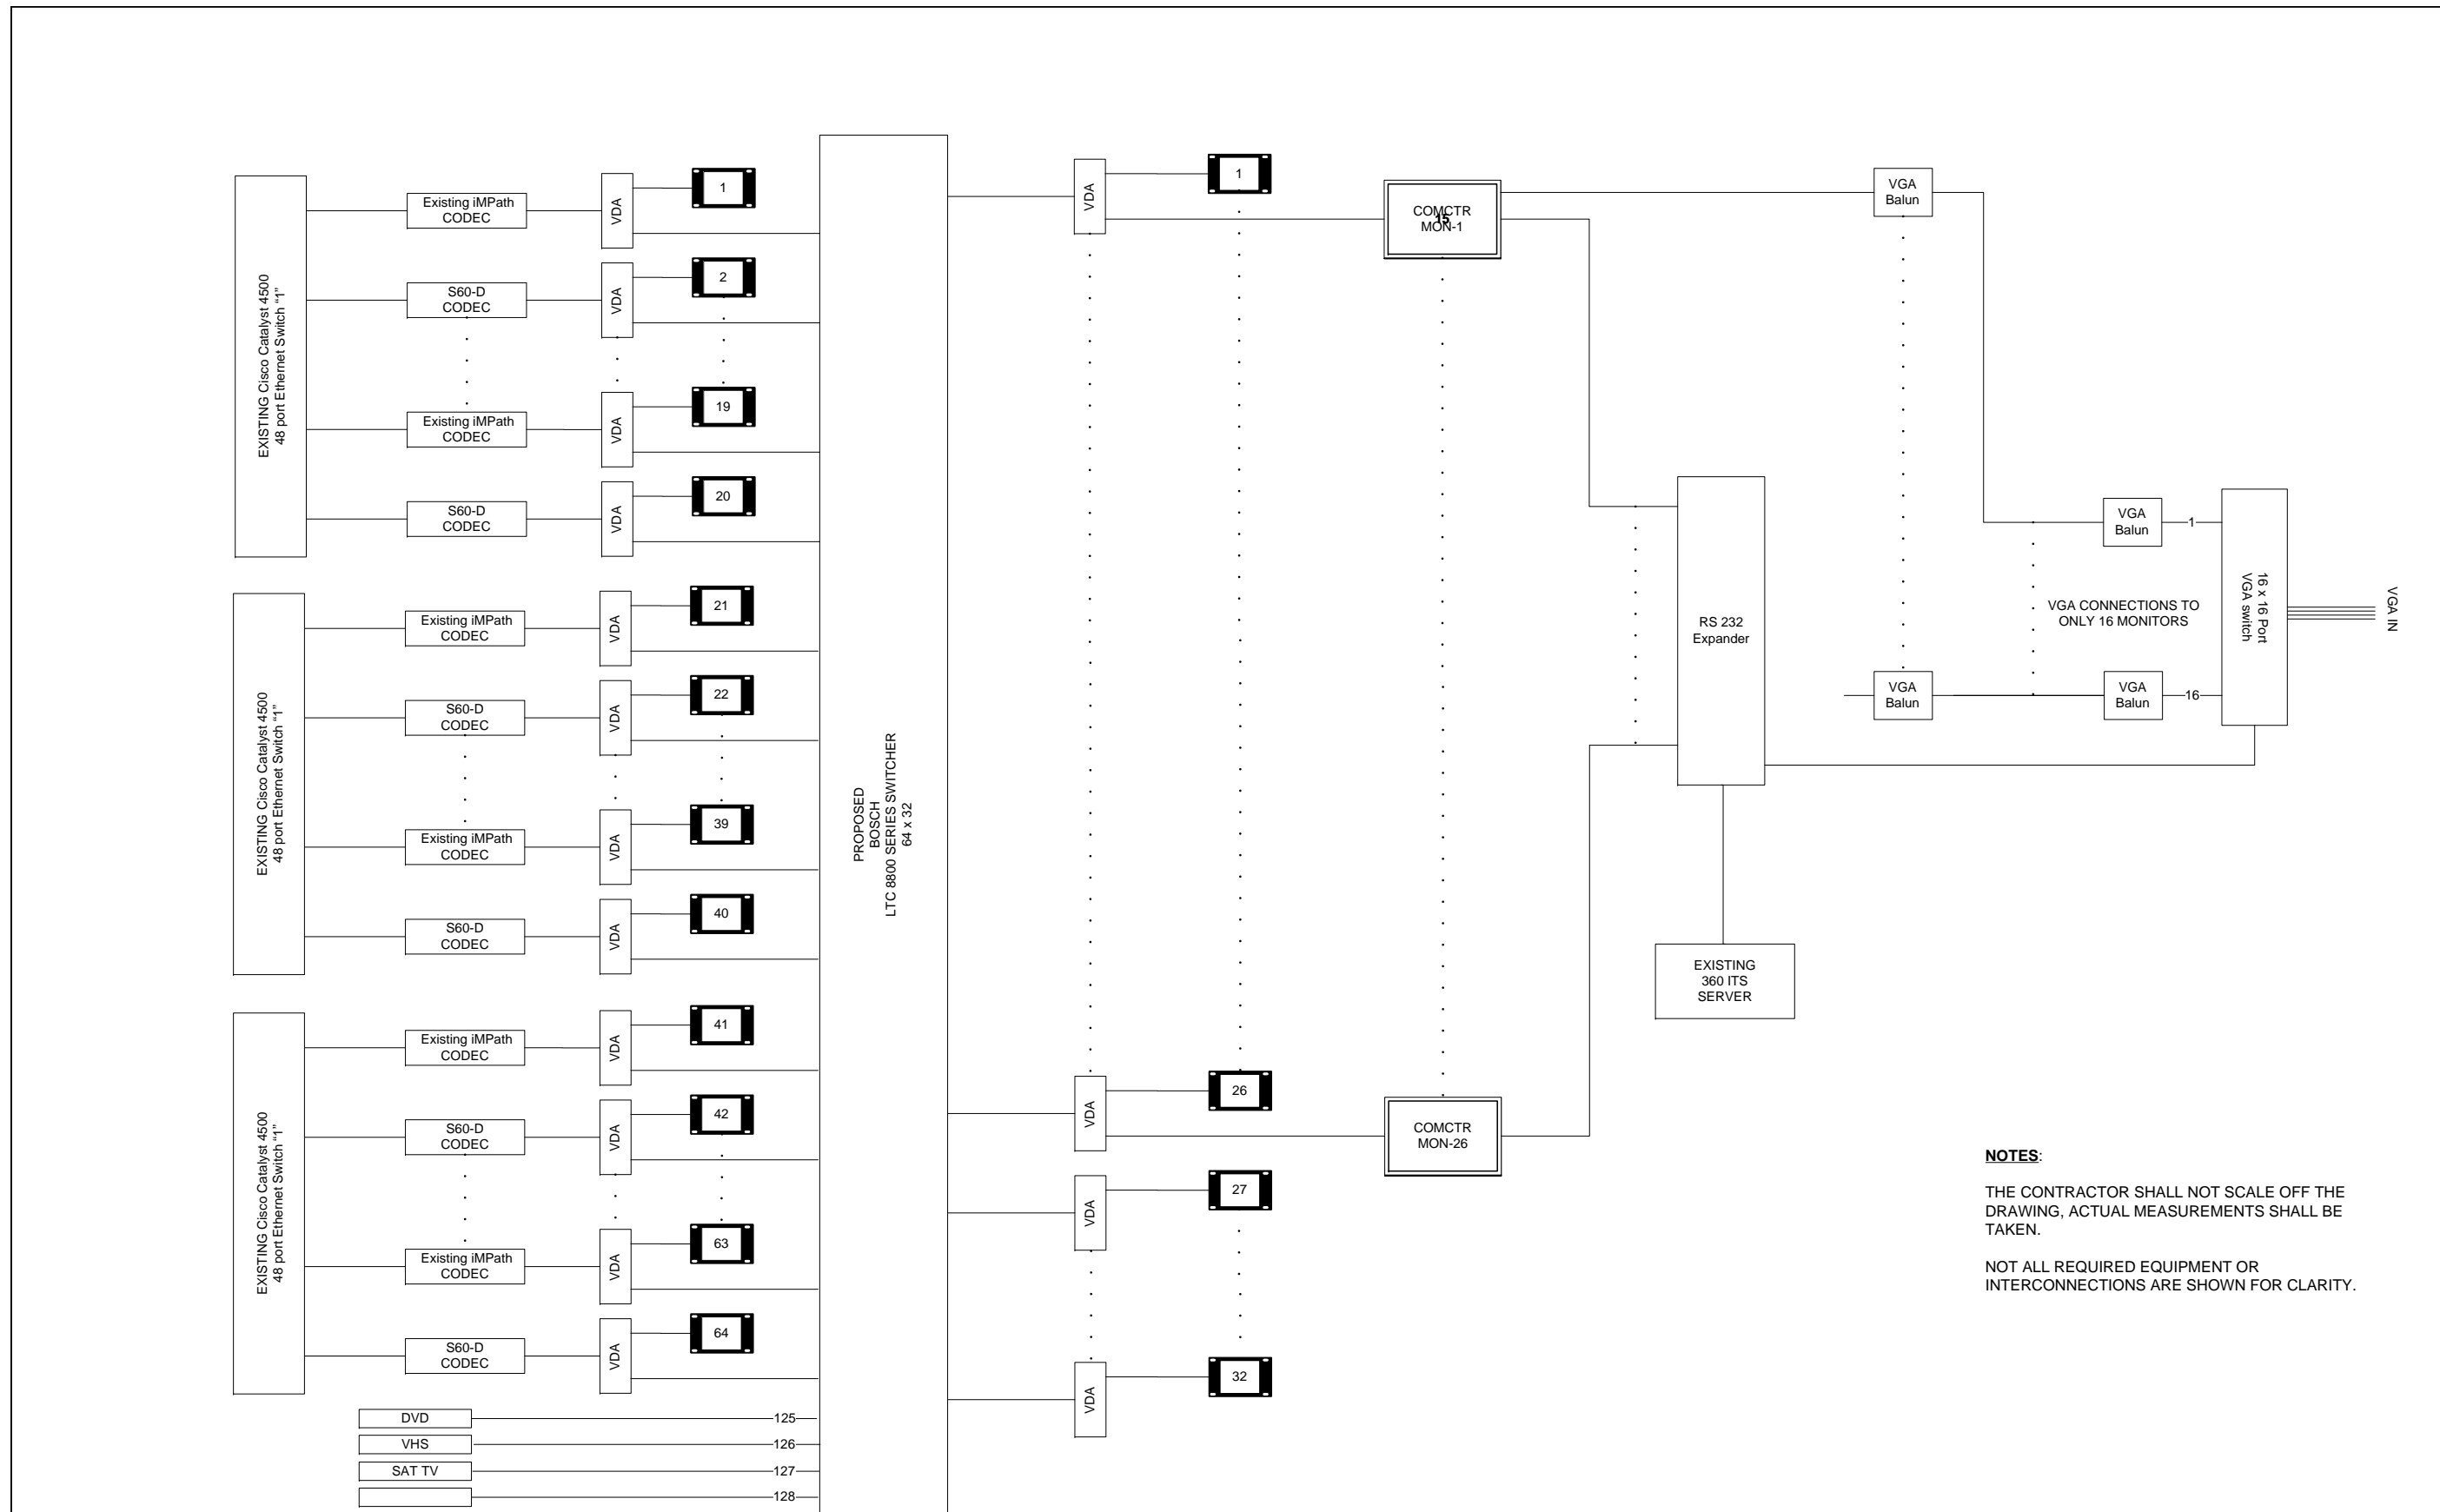 EXISTING Cisco Catalyst 4500
48 port Ethernet Switch "1"
Existing iMPath
CODEC
VDA
1
S60-D
CODEC
VDA
2
Existing iMPath
CODEC
VDA
19
S60-D
CODEC
VDA
20
EXISTING Cisco Catalyst 4500
48 port Ethernet Switch "1"
Existing iMPath
CODEC
VDA
21
S60-D
CODEC
VDA
22
Existing iMPath
CODEC
VDA
39
S60-D
CODEC
VDA
40
EXISTING Cisco Catalyst 4500
48 port Ethernet Switch "1"
Existing iMPath
CODEC
VDA
41
S60-D
CODEC
VDA
42
Existing iMPath
CODEC
VDA
63
S60-D
CODEC
VDA
64
DVD
125
VHS
126
SAT TV
127
128
PROPOSED
BOSCH
LTC 8800 SERIES SWITCHER
64 x 32
VDA
1
VDA
26
VDA
27
VDA
32
COMCTR
15
MON-1
COMCTR
MON-26
RS 232
Expander
EXISTING
360 ITS
SERVER
VGA
Balun
VGA
Balun
VGA
Balun
1
VGA CONNECTIONS TO
ONLY 16 MONITORS
VGA
Balun
16
16 x 16 Port
VGA switch
VGA IN
NOTES:
THE CONTRACTOR SHALL NOT SCALE OFF THE
DRAWING, ACTUAL MEASUREMENTS SHALL BE
TAKEN.
NOT ALL REQUIRED EQUIPMENT OR
INTERCONNECTIONS ARE SHOWN FOR CLARITY.